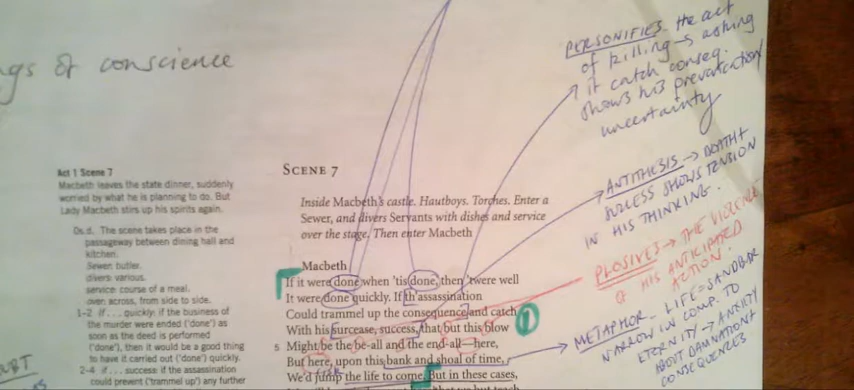 gs of conscience
PERSONIFIES the act
of killing → asking
it catch conseq.
shows his prevarication/
uncertainty
ANTITHESIS → DEATH +
SUCCESS SHOWS TENSION
IN HIS THINKING.
PLOSIVES → THE VIOLENCE
OF HIS ANTICIPATED
ACTION.
METAPHOR - LIFE = SANDBAR
NARROW IN COMP. TO
ETERNITY → ANXIETY
ABOUT DAMNATION/
CONSEQUENCES
Act 1 Scene 7
Macbeth leaves the state dinner, suddenly
worried by what he is planning to do. But
Lady Macbeth stirs up his spirits again.
0s.d. The scene takes place in the
passageway between dining hall and
kitchen.
Sewer: butler.
divers: various.
service: course of a meal.
over: across, from side to side.
1–2 If . . . quickly: if the business of
the murder were ended ('done') as
soon as the deed is performed
('done'), then it would be a good thing
to have it carried out ('done') quickly.
2–4 if . . . success: if the assassination
could prevent ('trammel up') any further
SCENE 7
Inside Macbeth's castle. Hautboys. Torches. Enter a
Sewer, and divers Servants with dishes and service
over the stage. Then enter Macbeth
Macbeth
If it were done when 'tis done, then 'twere well
It were done quickly. If th'assassination
Could trammel up the consequence and catch
With his surcease, success, that but this blow
1
5 Might be the be-all and the end-all—here,
But here, upon this bank and shoal of time,
We'd jump the life to come. But in these cases,